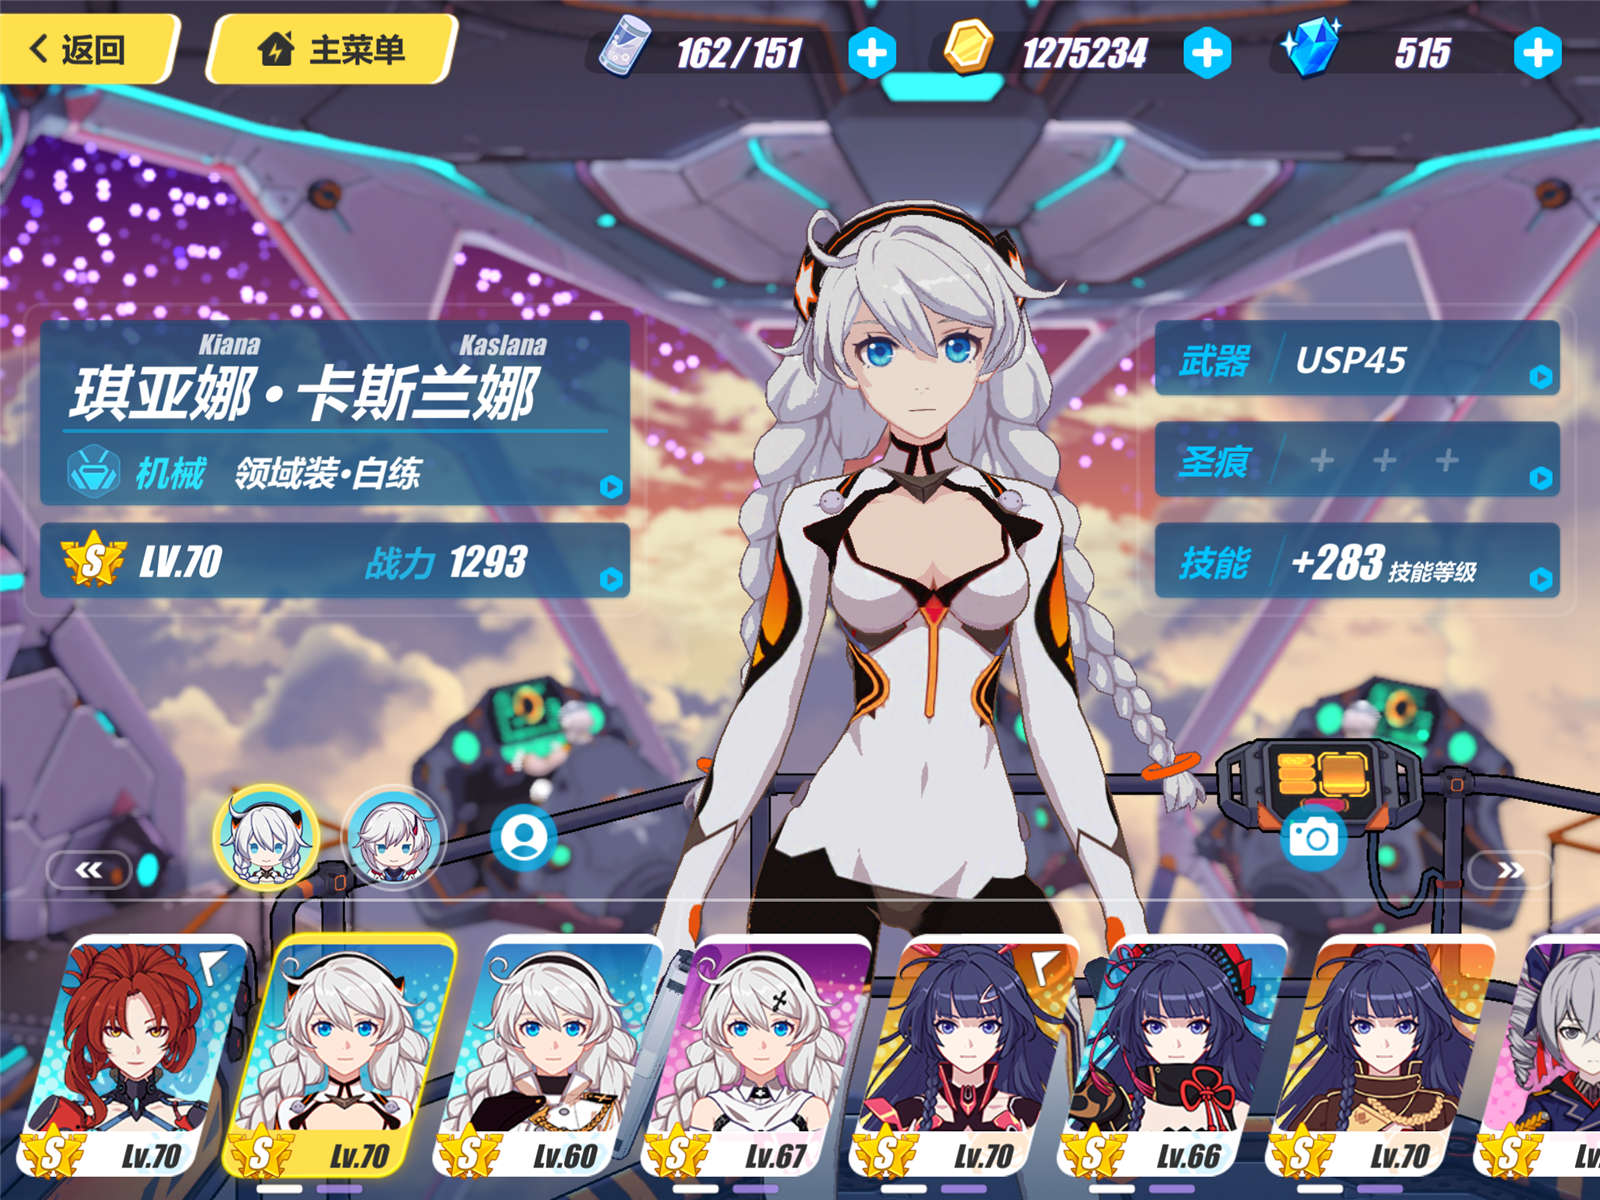 返回
主菜单
162/151
1275234
515
Kiana Kaslana
琪亚娜·卡斯兰娜
机械 领域装·白练
S LV.70 战力 1293
武器 USP45
圣痕 + + +
技能 +283 技能等级
S Lv.70
S Lv.70
S Lv.60
S Lv.67
S Lv.70
S Lv.66
S Lv.70
S